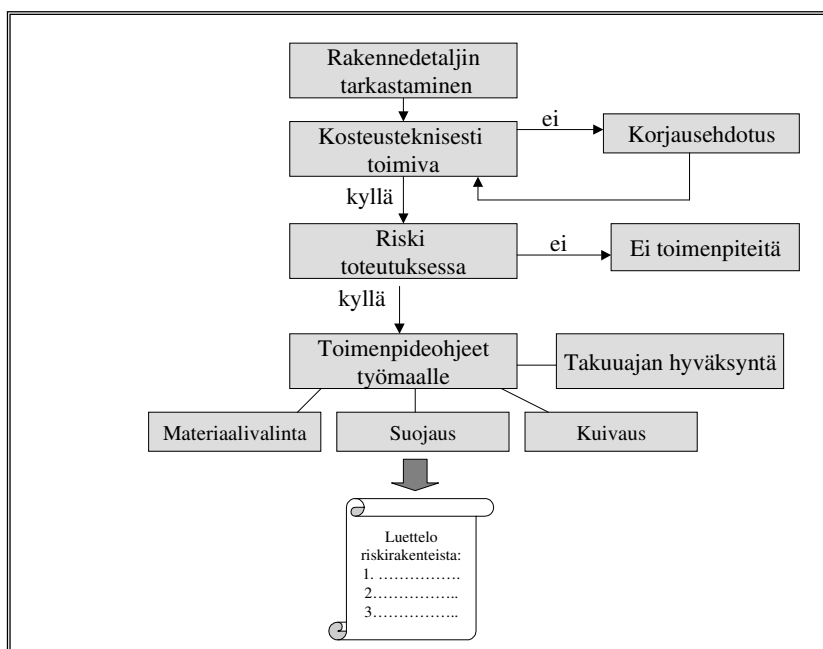 Rakennedetaljin
tarkastaminen
Kosteusteknisesti
toimiva
ei
Korjausehdotus
kyllä
Riski
toteutuksessa
ei
Ei toimenpiteitä
kyllä
Toimenpideohjeet
työmaalle
Takuuajan hyväksyntä
Materiaalivalinta
Suojaus
Kuivaus
Luettelo
riskirakenteista:
1. …………….
2……………..
3……………..